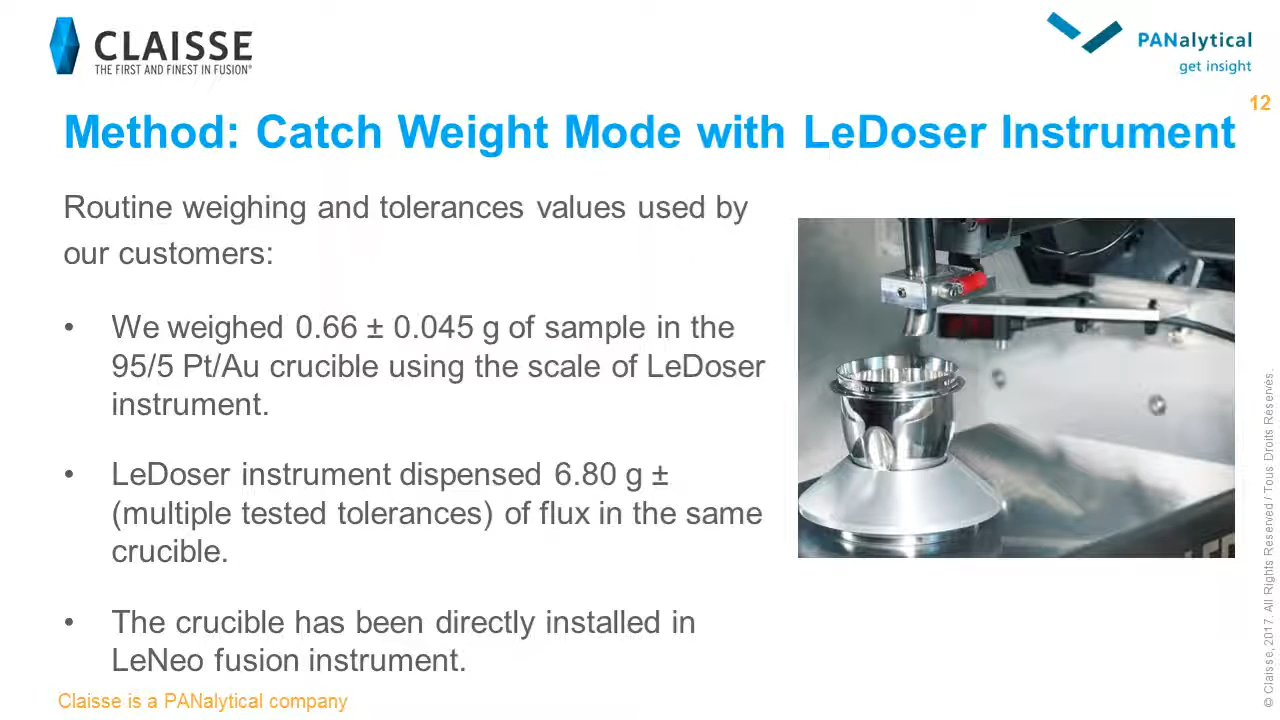 CLAISSE
THE FIRST AND FINEST IN FUSION®
PANalytical
get insight
12
Method: Catch Weight Mode with LeDoser Instrument
Routine weighing and tolerances values used by
our customers:
• We weighed 0.66 ± 0.045 g of sample in the
95/5 Pt/Au crucible using the scale of LeDoser
instrument.
• LeDoser instrument dispensed 6.80 g ±
(multiple tested tolerances) of flux in the same
crucible.
• The crucible has been directly installed in
LeNeo fusion instrument.
Claisse is a PANalytical company
© Claisse, 2017. All Rights Reserved / Tous Droits Réservés.